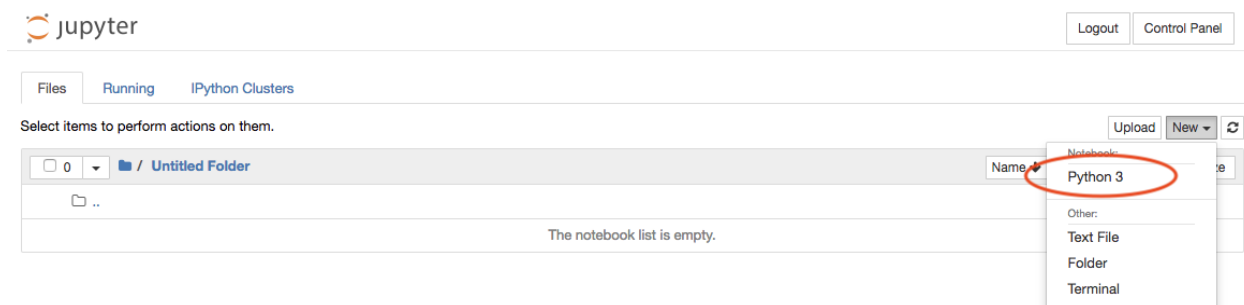 jupyter
Logout Control Panel
Files Running IPython Clusters
Select items to perform actions on them.
Upload New
0 / Untitled Folder
Name
Notebook:
Python 3
..
The notebook list is empty.
Other:
Text File
Folder
Terminal